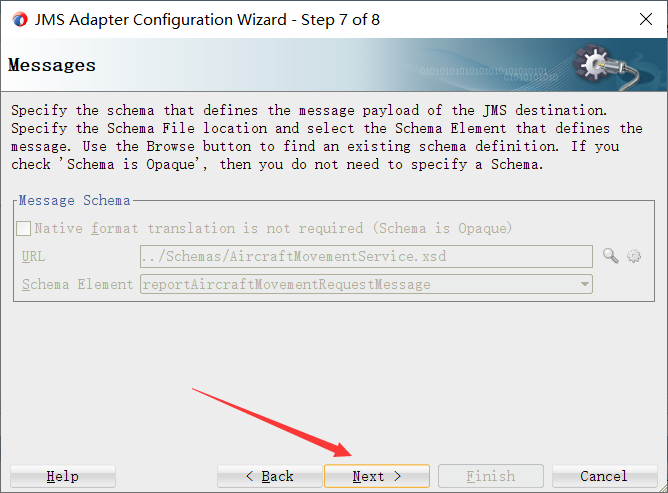 JMS Adapter Configuration Wizard - Step 7 of 8
Messages
Specify the schema that defines the message payload of the JMS destination.
Specify the Schema File location and select the Schema Element that defines the
message. Use the Browse button to find an existing schema definition. If you
check 'Schema is Opaque', then you do not need to specify a Schema.
Message Schema
Native format translation is not required (Schema is Opaque)
URL ../Schemas/AircraftMovementService.xsd
Schema Element reportAircraftMovementRequestMessage
Help < Back Next > Finish Cancel